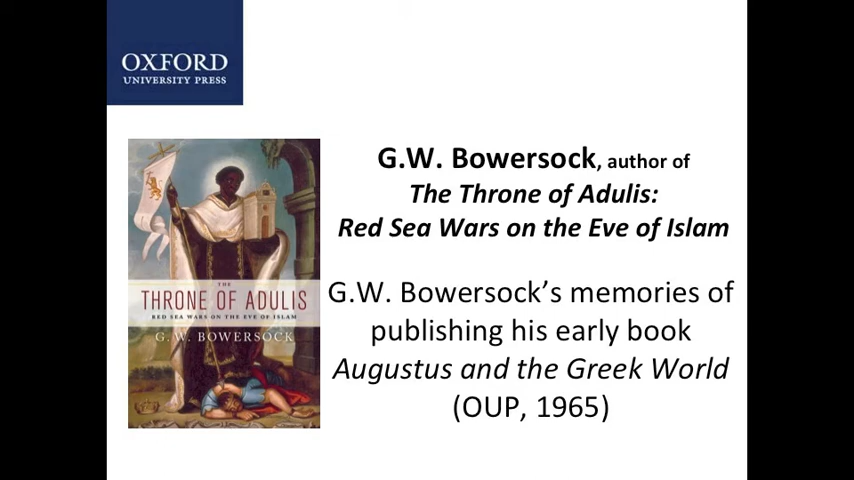 OXFORD
UNIVERSITY PRESS
G.W. Bowersock, author of
The Throne of Adulis:
Red Sea Wars on the Eve of Islam
THE
THRONE OF ADULIS
RED SEA WARS ON THE EVE OF ISLAM
G. W. BOWERSOCK
G.W. Bowersock’s memories of
publishing his early book
Augustus and the Greek World
(OUP, 1965)